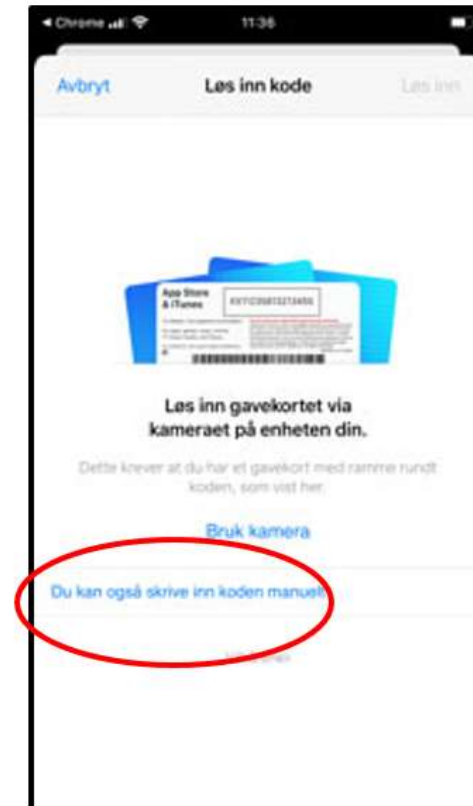 Chrome
11:36
Avbryt
Løs inn kode
Løs inn
App Store
& iTunes
Løs inn gavekortet via
kameraet på enheten din.
Dette krever at du har et gavekort med ramme rundt
koden, som vist her.
Bruk kamera
Du kan også skrive inn koden manuelt